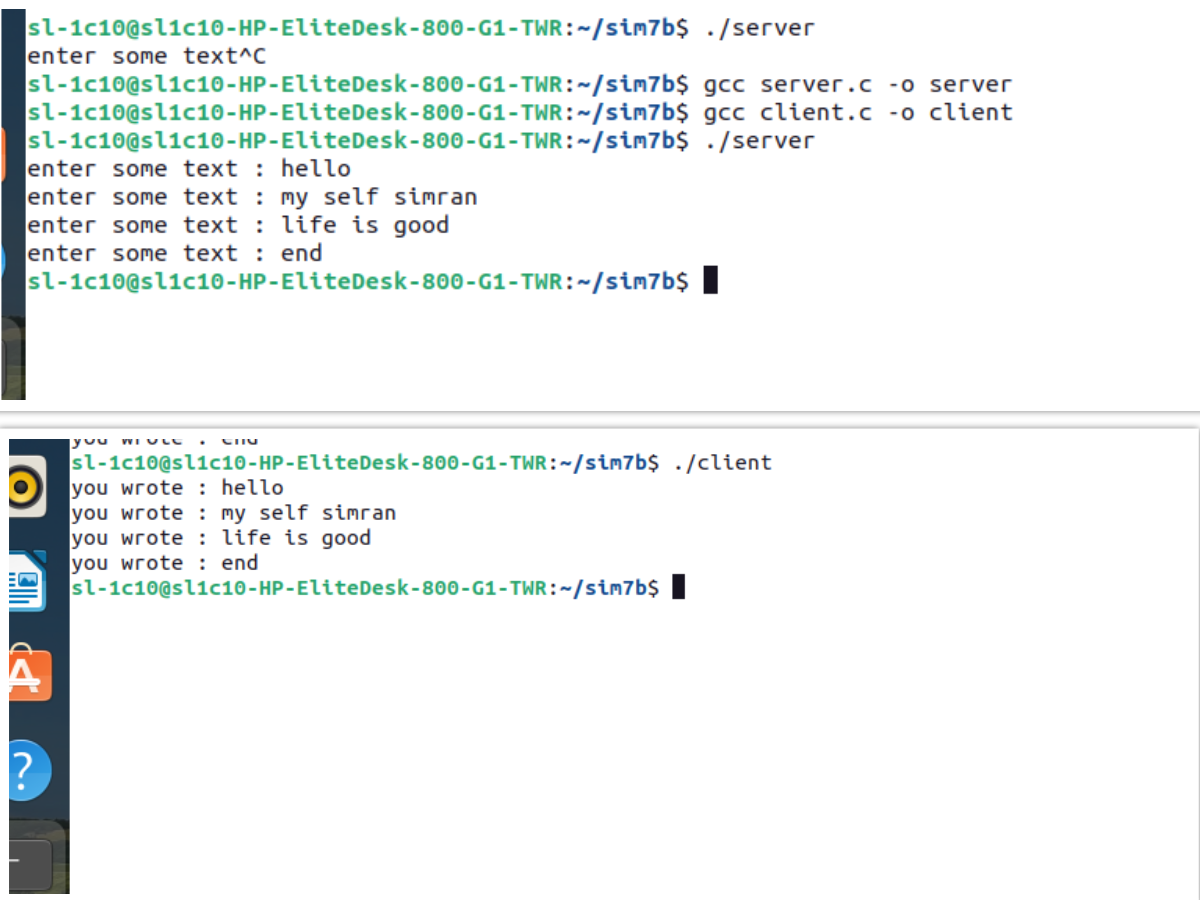 sl-1c10@sl1c10-HP-EliteDesk-800-G1-TWR:~/sim7b$ ./server
enter some text^C
sl-1c10@sl1c10-HP-EliteDesk-800-G1-TWR:~/sim7b$ gcc server.c -o server
sl-1c10@sl1c10-HP-EliteDesk-800-G1-TWR:~/sim7b$ gcc client.c -o client
sl-1c10@sl1c10-HP-EliteDesk-800-G1-TWR:~/sim7b$ ./server
enter some text : hello
enter some text : my self simran
enter some text : life is good
enter some text : end
sl-1c10@sl1c10-HP-EliteDesk-800-G1-TWR:~/sim7b$
you wrote : end
sl-1c10@sl1c10-HP-EliteDesk-800-G1-TWR:~/sim7b$ ./client
you wrote : hello
you wrote : my self simran
you wrote : life is good
you wrote : end
sl-1c10@sl1c10-HP-EliteDesk-800-G1-TWR:~/sim7b$